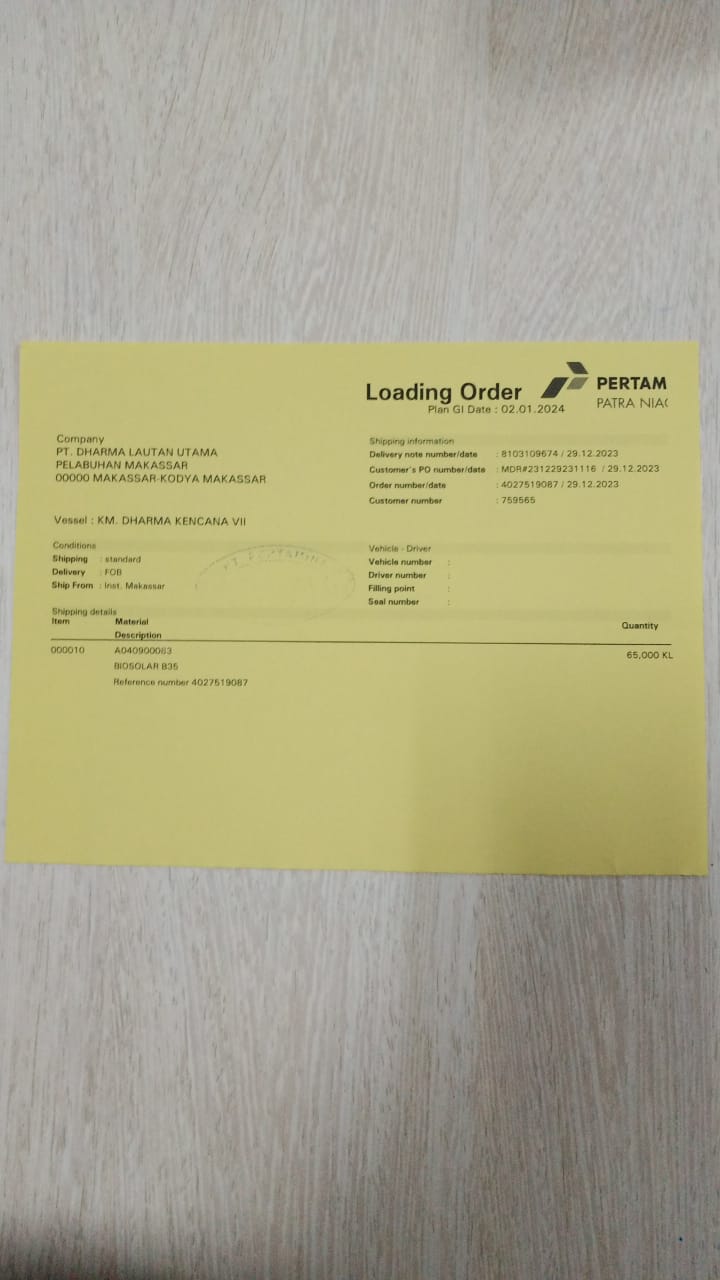 Loading Order
PERTAM
PATRA NIAG
Plan GI Date : 02.01.2024
Company
PT. DHARMA LAUTAN UTAMA
PELABUHAN MAKASSAR
00000 MAKASSAR-KODYA MAKASSAR
Vessel : KM. DHARMA KENCANA VII
Shipping information
Delivery note number/date : 8103109674 / 29.12.2023
Customer's PO number/date : MDR#231229231116 / 29.12.2023
Order number/date : 4027519087 / 29.12.2023
Customer number : 759565
Conditions
Shipping : standard
Delivery : FOB
Ship From : Inst. Makassar
PT. PERTAMINA
Vehicle - Driver
Vehicle number :
Driver number :
Filling point :
Seal number :
Shipping details
Item Material Quantity
Description
000010 A040900063 65,000 KL
BIOSOLAR B35
Reference number 4027519087